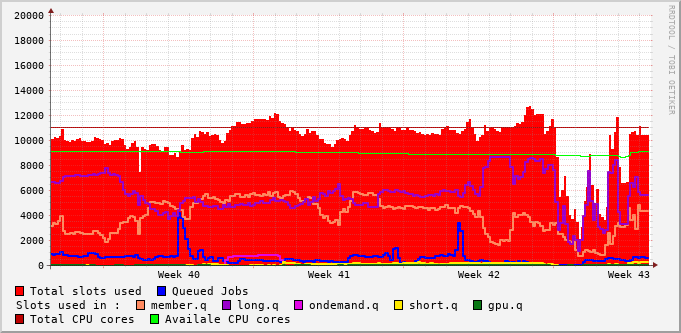 20000
18000
16000
14000
12000
10000
8000
6000
4000
2000
0
Week 40 Week 41 Week 42 Week 43
RRDTOOL / TOBI OETIKER
Total slots used Queued Jobs
Slots used in : member.q long.q ondemand.q short.q gpu.q
Total CPU cores Availale CPU cores